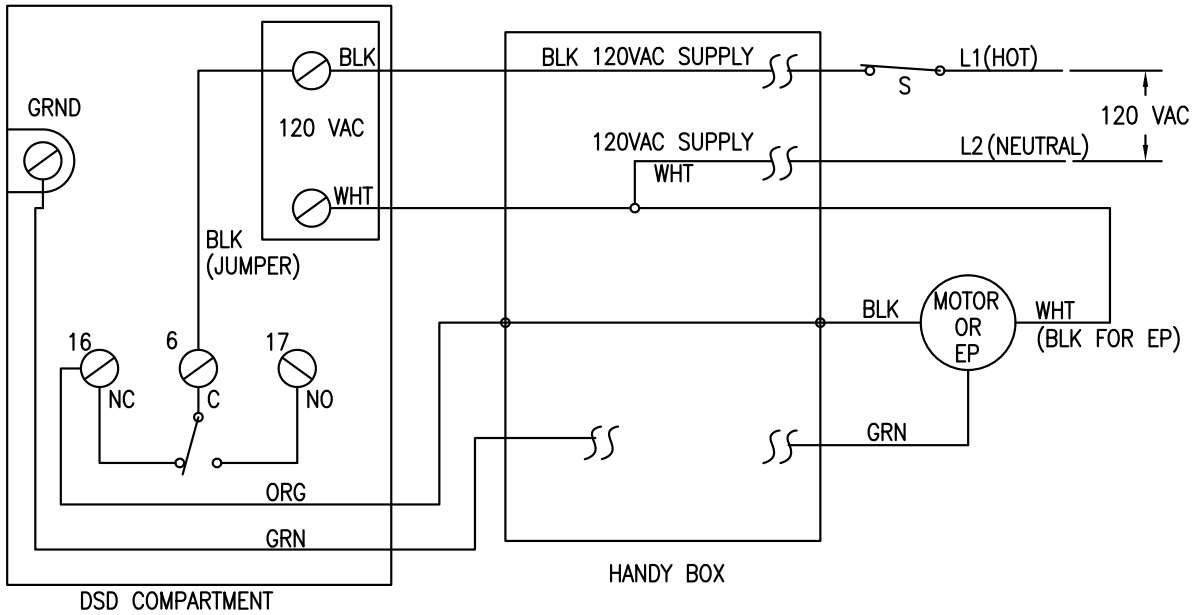 BLK
BLK 120VAC SUPPLY
L1(HOT)
S
GRND
120 VAC
120 VAC
120VAC SUPPLY
L2(NEUTRAL)
WHT
WHT
BLK
(JUMPER)
BLK
MOTOR
OR
EP
WHT
(BLK FOR EP)
16
6
17
NC
C
NO
GRN
ORG
GRN
HANDY BOX
DSD COMPARTMENT